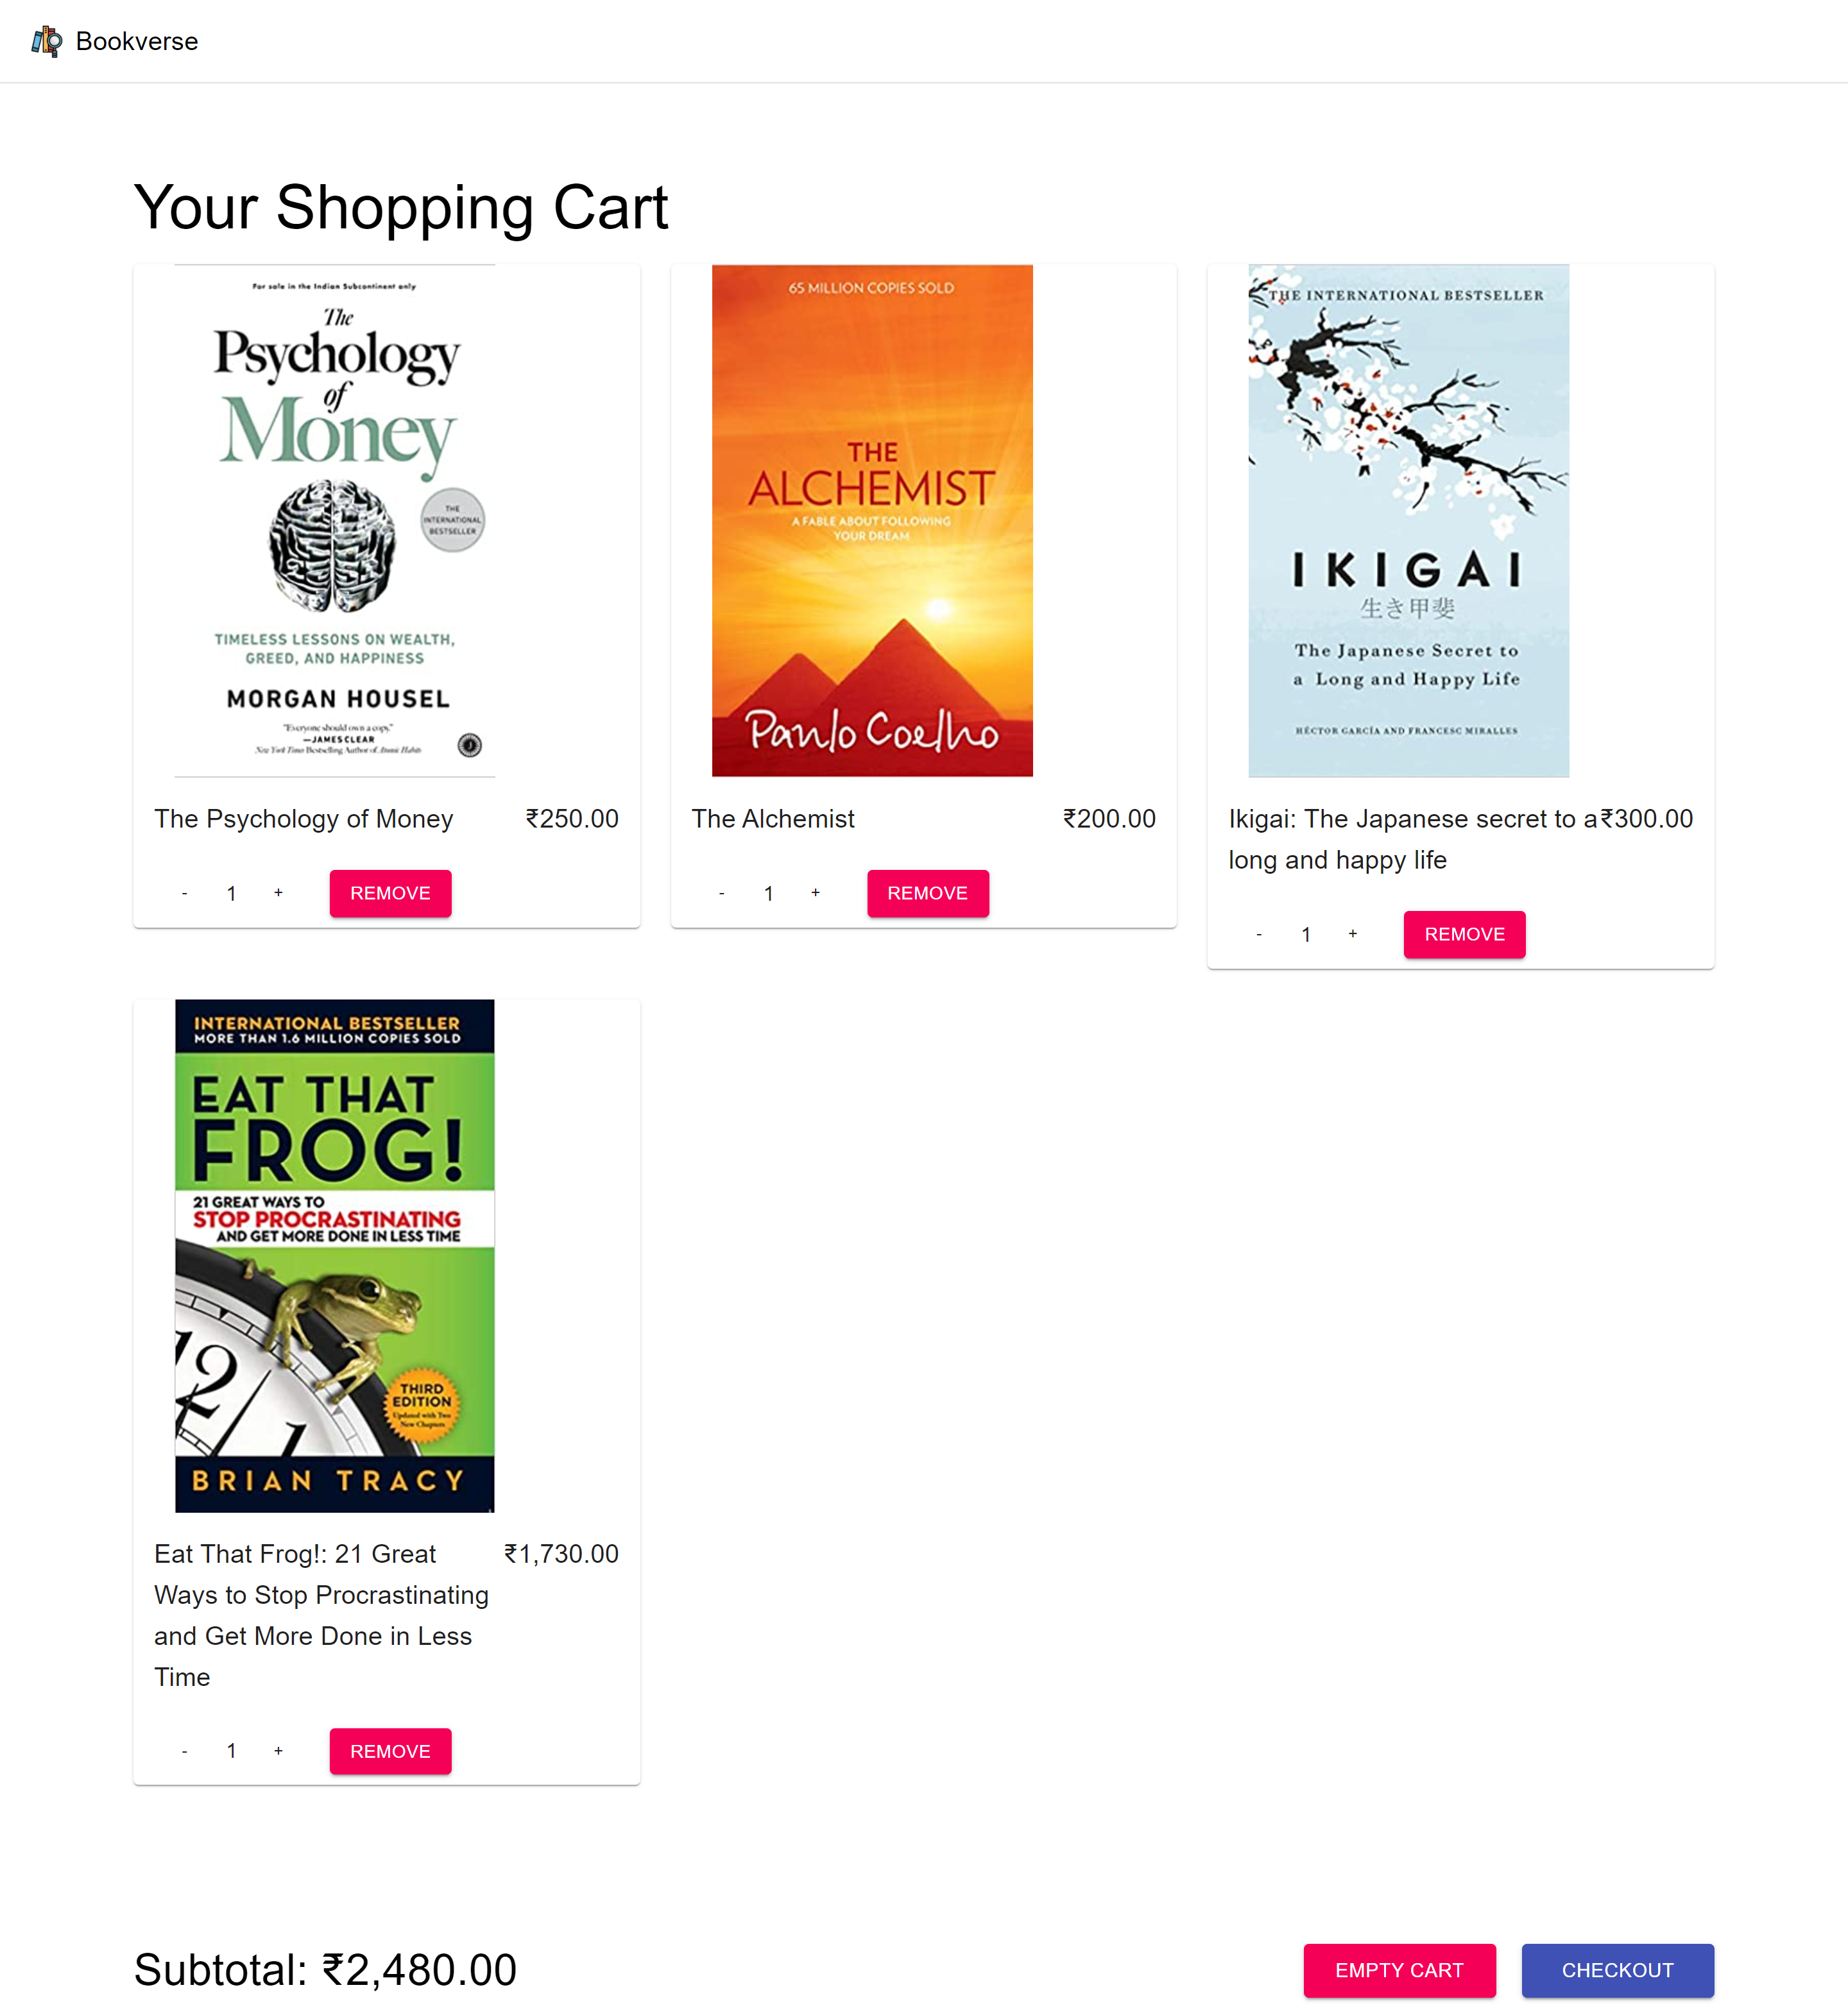 Bookverse
Your Shopping Cart
For sale in the Indian Subcontinent only
The
Psychology
of
Money
THE
INTERNATIONAL
BESTSELLER
TIMELESS LESSONS ON WEALTH,
GREED, AND HAPPINESS
MORGAN HOUSEL
"Everyone should own a copy."
—JAMES CLEAR
New York Times Bestselling Author of Atomic Habits
The Psychology of Money ₹250.00
- 1 + REMOVE
65 MILLION COPIES SOLD
THE
ALCHEMIST
A FABLE ABOUT FOLLOWING
YOUR DREAM
Paulo Coelho
The Alchemist ₹200.00
- 1 + REMOVE
THE INTERNATIONAL BESTSELLER
IKIGAI
生き甲斐
The Japanese Secret to
a Long and Happy Life
HÉCTOR GARCÍA AND FRANCESC MIRALLES
Ikigai: The Japanese secret to a ₹300.00
long and happy life
- 1 + REMOVE
INTERNATIONAL BESTSELLER
MORE THAN 1.6 MILLION COPIES SOLD
EAT THAT
FROG!
21 GREAT WAYS TO
STOP PROCRASTINATING
AND GET MORE DONE IN LESS TIME
12
1
THIRD
EDITION
Updated with Two
New Chapters
BRIAN TRACY
Eat That Frog!: 21 Great ₹1,730.00
Ways to Stop Procrastinating
and Get More Done in Less
Time
- 1 + REMOVE
Subtotal: ₹2,480.00
EMPTY CART
CHECKOUT